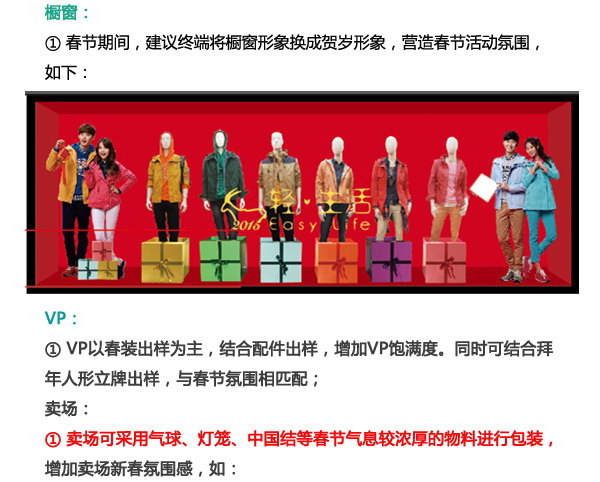 橱窗：
① 春节期间，建议终端将橱窗形象换成贺岁形象，营造春节活动氛围，
如下：
轻·生活
2015 Easy Life
VP：
① VP以春装出样为主，结合配件出样，增加VP饱满度。同时可结合拜
年人形立牌出样，与春节氛围相匹配；
卖场：
① 卖场可采用气球、灯笼、中国结等春节气息较浓厚的物料进行包装，
增加卖场新春氛围感，如：